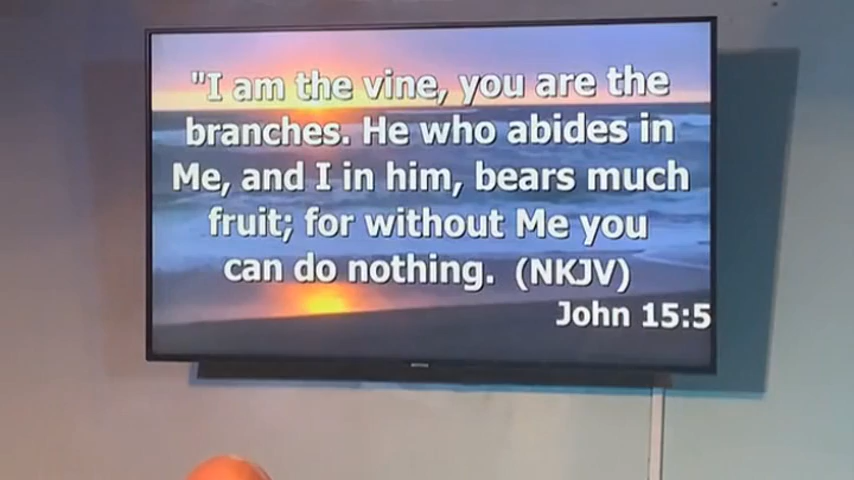 "I am the vine, you are the
branches. He who abides in
Me, and I in him, bears much
fruit; for without Me you
can do nothing. (NKJV)
John 15:5